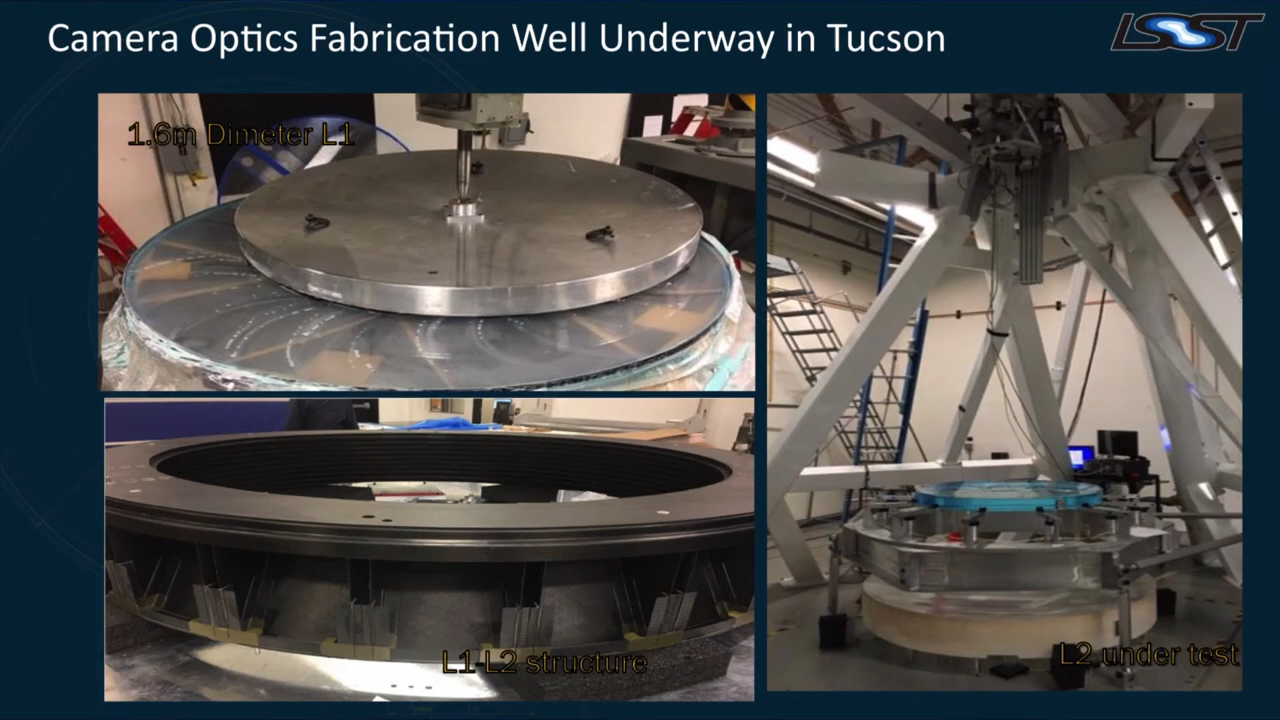 Camera Optics Fabrication Well Underway in Tucson
LSST
1.6m Dimeter L1
L1-L2 structure
L2 under test